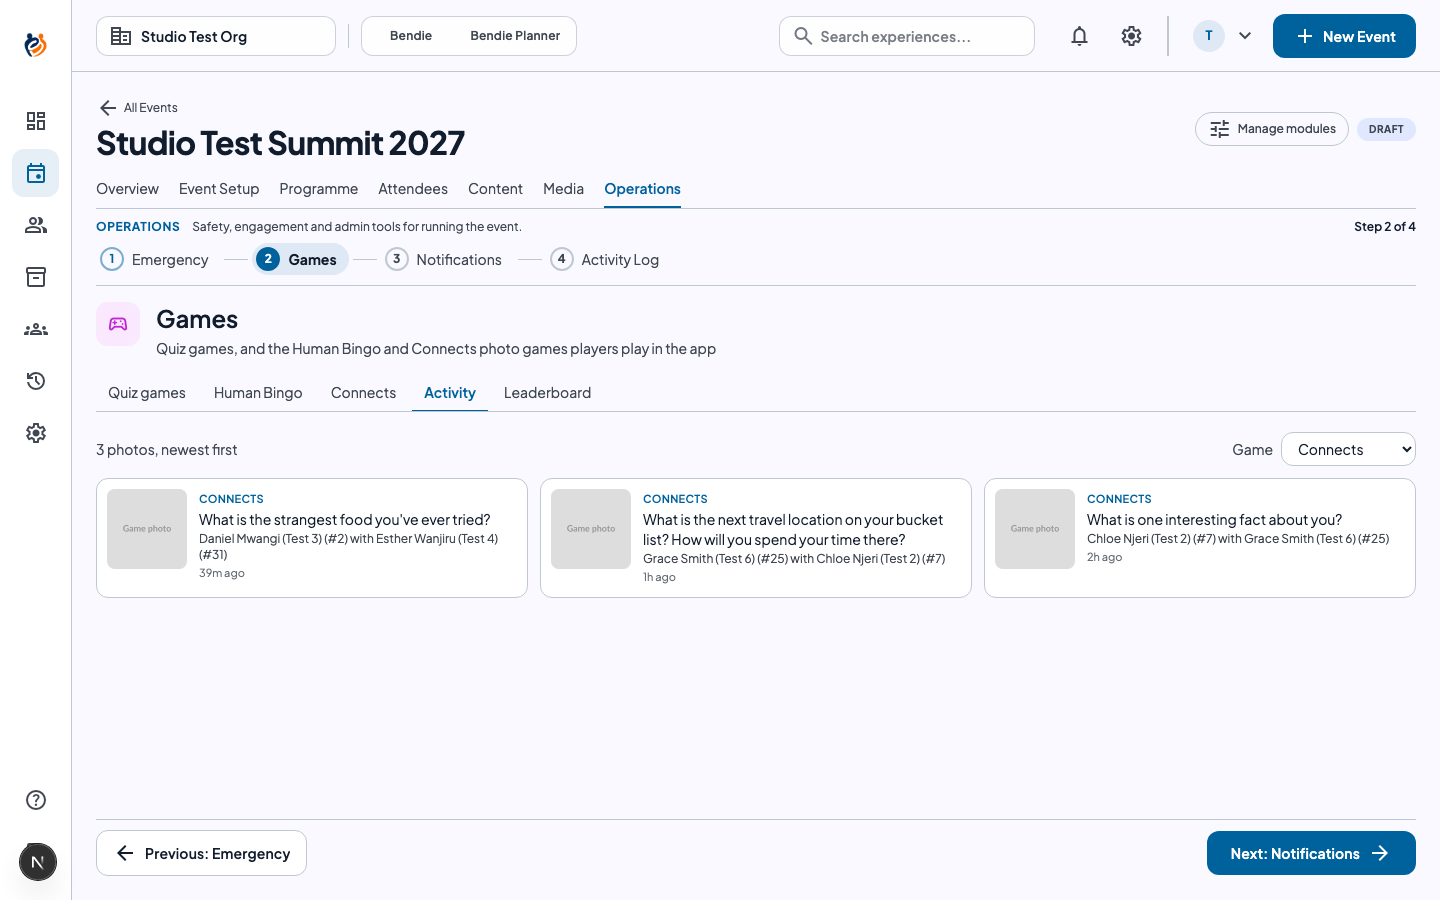 Studio Test Org
Bendie
Bendie Planner
Search experiences...
T
New Event
All Events
Studio Test Summit 2027
Manage modules
DRAFT
Overview
Event Setup
Programme
Attendees
Content
Media
Operations
OPERATIONS
Safety, engagement and admin tools for running the event.
Step 2 of 4
1 Emergency
2 Games
3 Notifications
4 Activity Log
Games
Quiz games, and the Human Bingo and Connects photo games players play in the app
Quiz games
Human Bingo
Connects
Activity
Leaderboard
3 photos, newest first
Game
Connects
Game photo
CONNECTS
What is the strangest food you've ever tried?
Daniel Mwangi (Test 3) (#2) with Esther Wanjiru (Test 4)
(#31)
39m ago
Game photo
CONNECTS
What is the next travel location on your bucket
list? How will you spend your time there?
Grace Smith (Test 6) (#25) with Chloe Njeri (Test 2) (#7)
1h ago
Game photo
CONNECTS
What is one interesting fact about you?
Chloe Njeri (Test 2) (#7) with Grace Smith (Test 6) (#25)
2h ago
N
Previous: Emergency
Next: Notifications